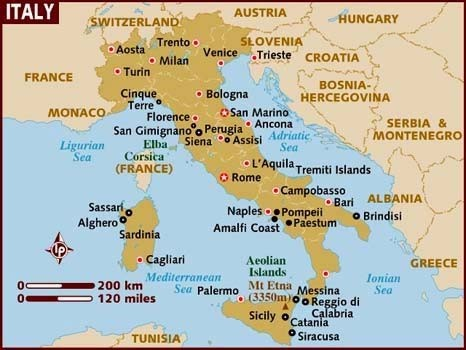 ITALY
SWITZERLAND
AUSTRIA
HUNGARY
Trento
SLOVENIA
Aosta
Milan
Venice
Trieste
CROATIA
Turin
FRANCE
BOSNIA-
HERCEGOVINA
Cinque
Terre
Bologna
MONACO
San Marino
SERBIA &
MONTENEGRO
Florence
Ancona
San Gimignano
Perugia
Adriatic
Sea
Siena
Assisi
Ligurian
Sea
Elba
Corsica
(FRANCE)
L'Aquila
Tremiti Islands
Rome
Campobasso
ALBANIA
Sassari
Naples
Pompeii
Bari
Brindisi
Alghero
Amalfi Coast
Paestum
Sardinia
lp
Cagliari
Mediterranean
Sea
Aeolian
Islands
GREECE
Ionian
Sea
0
200 km
0
120 miles
Palermo
Mt Etna
(3350m)
Messina
Reggio di
Calabria
Sicily
Catania
Siracusa
TUNISIA